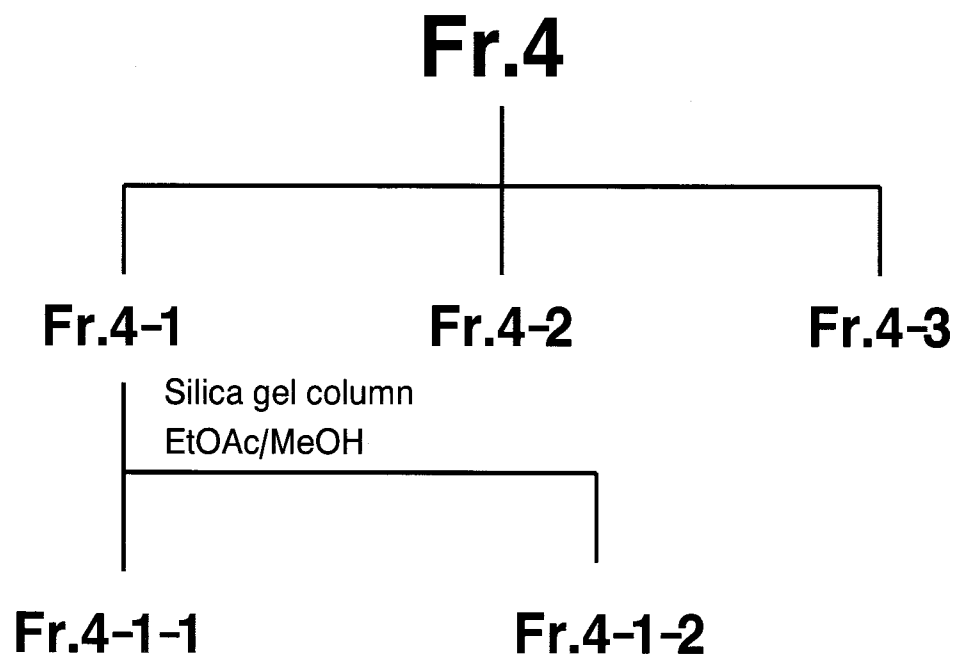 Fr.4
Fr.4-1
Fr.4-2
Fr.4-3
Silica gel column
EtOAc/MeOH
Fr.4-1-1
Fr.4-1-2